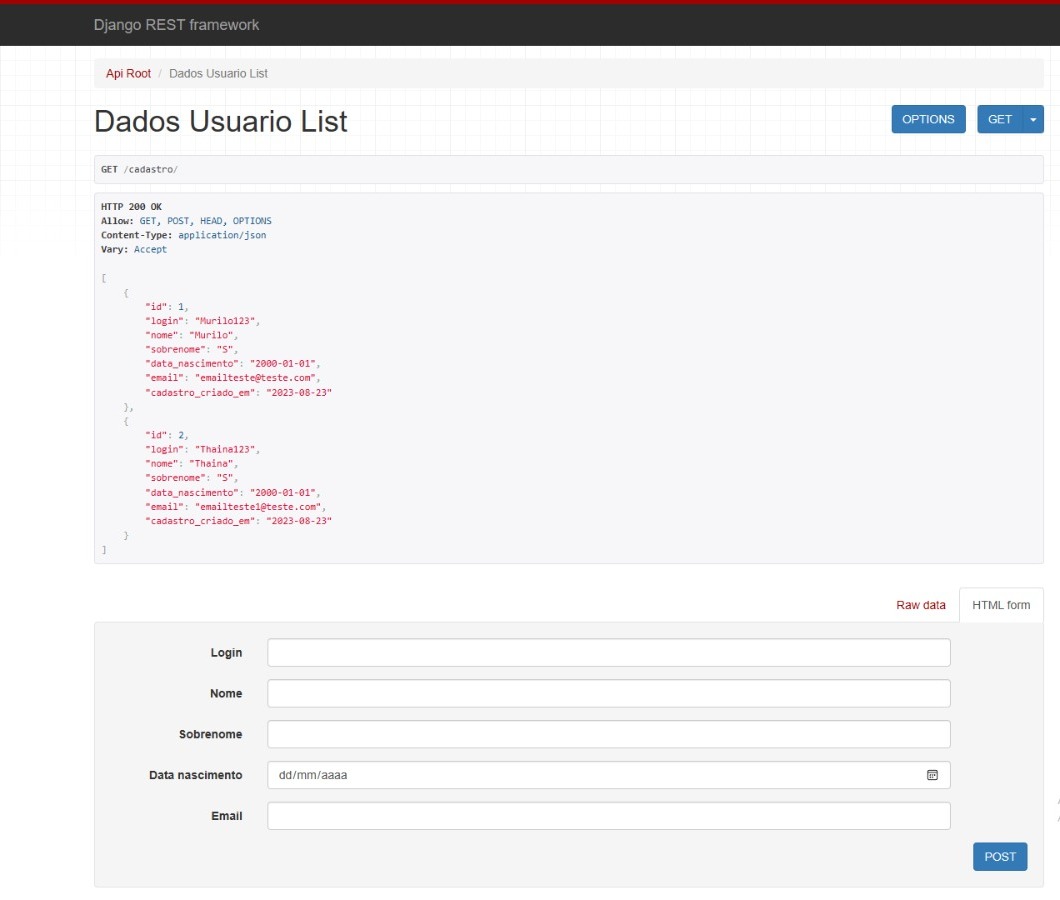 Django REST framework
Api Root / Dados Usuario List
Dados Usuario List
OPTIONS
GET
GET /cadastro/
HTTP 200 OK
Allow: GET, POST, HEAD, OPTIONS
Content-Type: application/json
Vary: Accept
[
    {
        "id": 1,
        "login": "Murilo123",
        "nome": "Murilo",
        "sobrenome": "S",
        "data_nascimento": "2000-01-01",
        "email": "emailteste@teste.com",
        "cadastro_criado_em": "2023-08-23"
    },
    {
        "id": 2,
        "login": "Thaina123",
        "nome": "Thaina",
        "sobrenome": "S",
        "data_nascimento": "2000-01-01",
        "email": "emailteste1@teste.com",
        "cadastro_criado_em": "2023-08-23"
    }
]
Raw data
HTML form
Login
Nome
Sobrenome
Data nascimento
dd/mm/aaaa
Email
POST